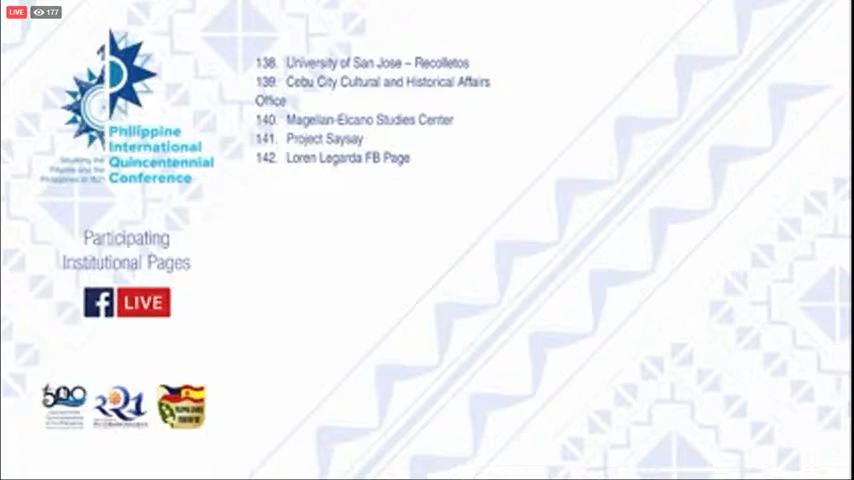 LIVE 177
138. University of San Jose – Recolletos
139. Cebu City Cultural and Historical Affairs
Office
140. Magellan-Elcano Studies Center
141. Project Saysay
142. Loren Legarda FB Page
Philippine
International
Quincentennial
Conference
Participating
Institutional Pages
f LIVE
500